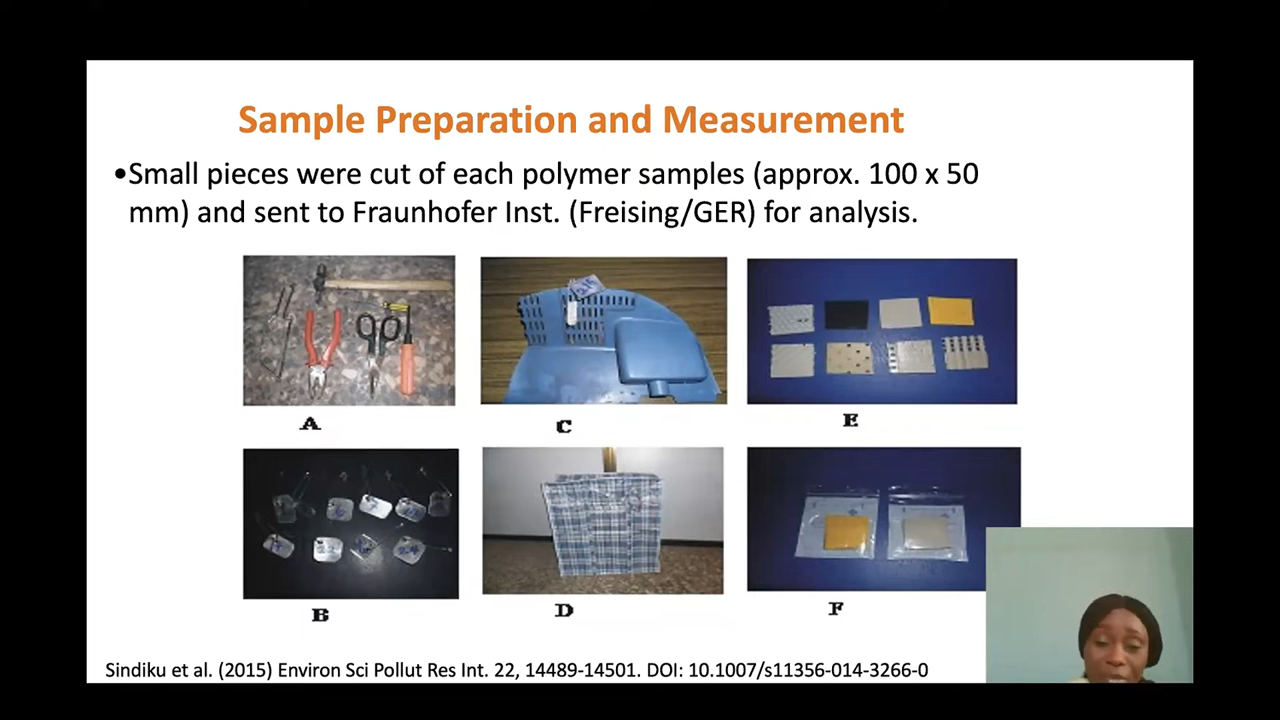 Sample Preparation and Measurement
•Small pieces were cut of each polymer samples (approx. 100 x 50
mm) and sent to Fraunhofer Inst. (Freising/GER) for analysis.
A
C
E
B
D
F
Sindiku et al. (2015) Environ Sci Pollut Res Int. 22, 14489-14501. DOI: 10.1007/s11356-014-3266-0